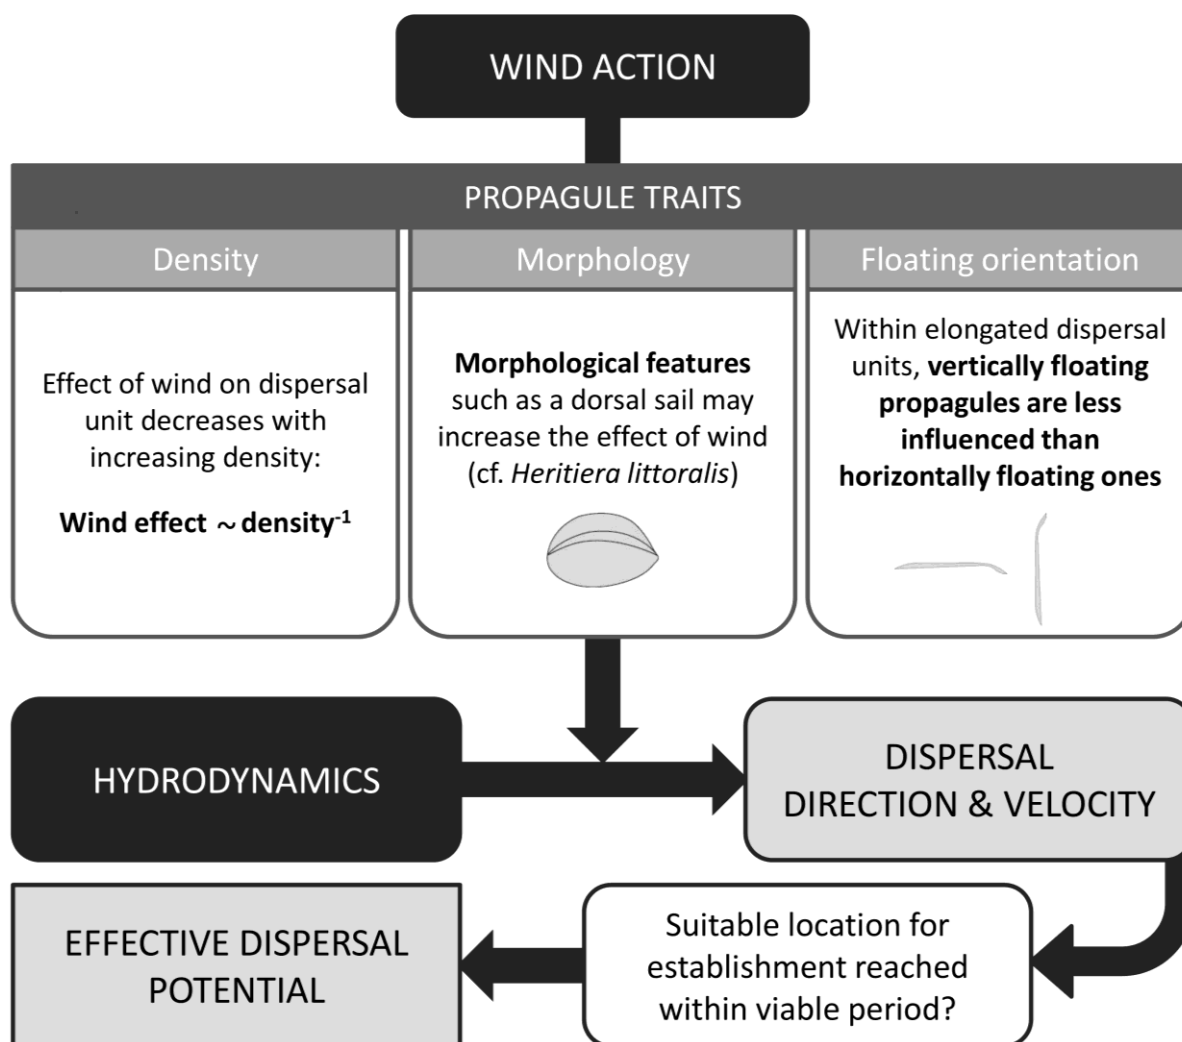 WIND ACTION
PROPAGULE TRAITS
Density
Effect of wind on dispersal
unit decreases with
increasing density:
Wind effect ~ density⁻¹
Morphology
Morphological features
such as a dorsal sail may
increase the effect of wind
(cf. Heritiera littoralis)
Floating orientation
Within elongated dispersal
units, vertically floating
propagules are less
influenced than
horizontally floating ones
HYDRODYNAMICS
DISPERSAL
DIRECTION & VELOCITY
Suitable location for
establishment reached
within viable period?
EFFECTIVE DISPERSAL
POTENTIAL